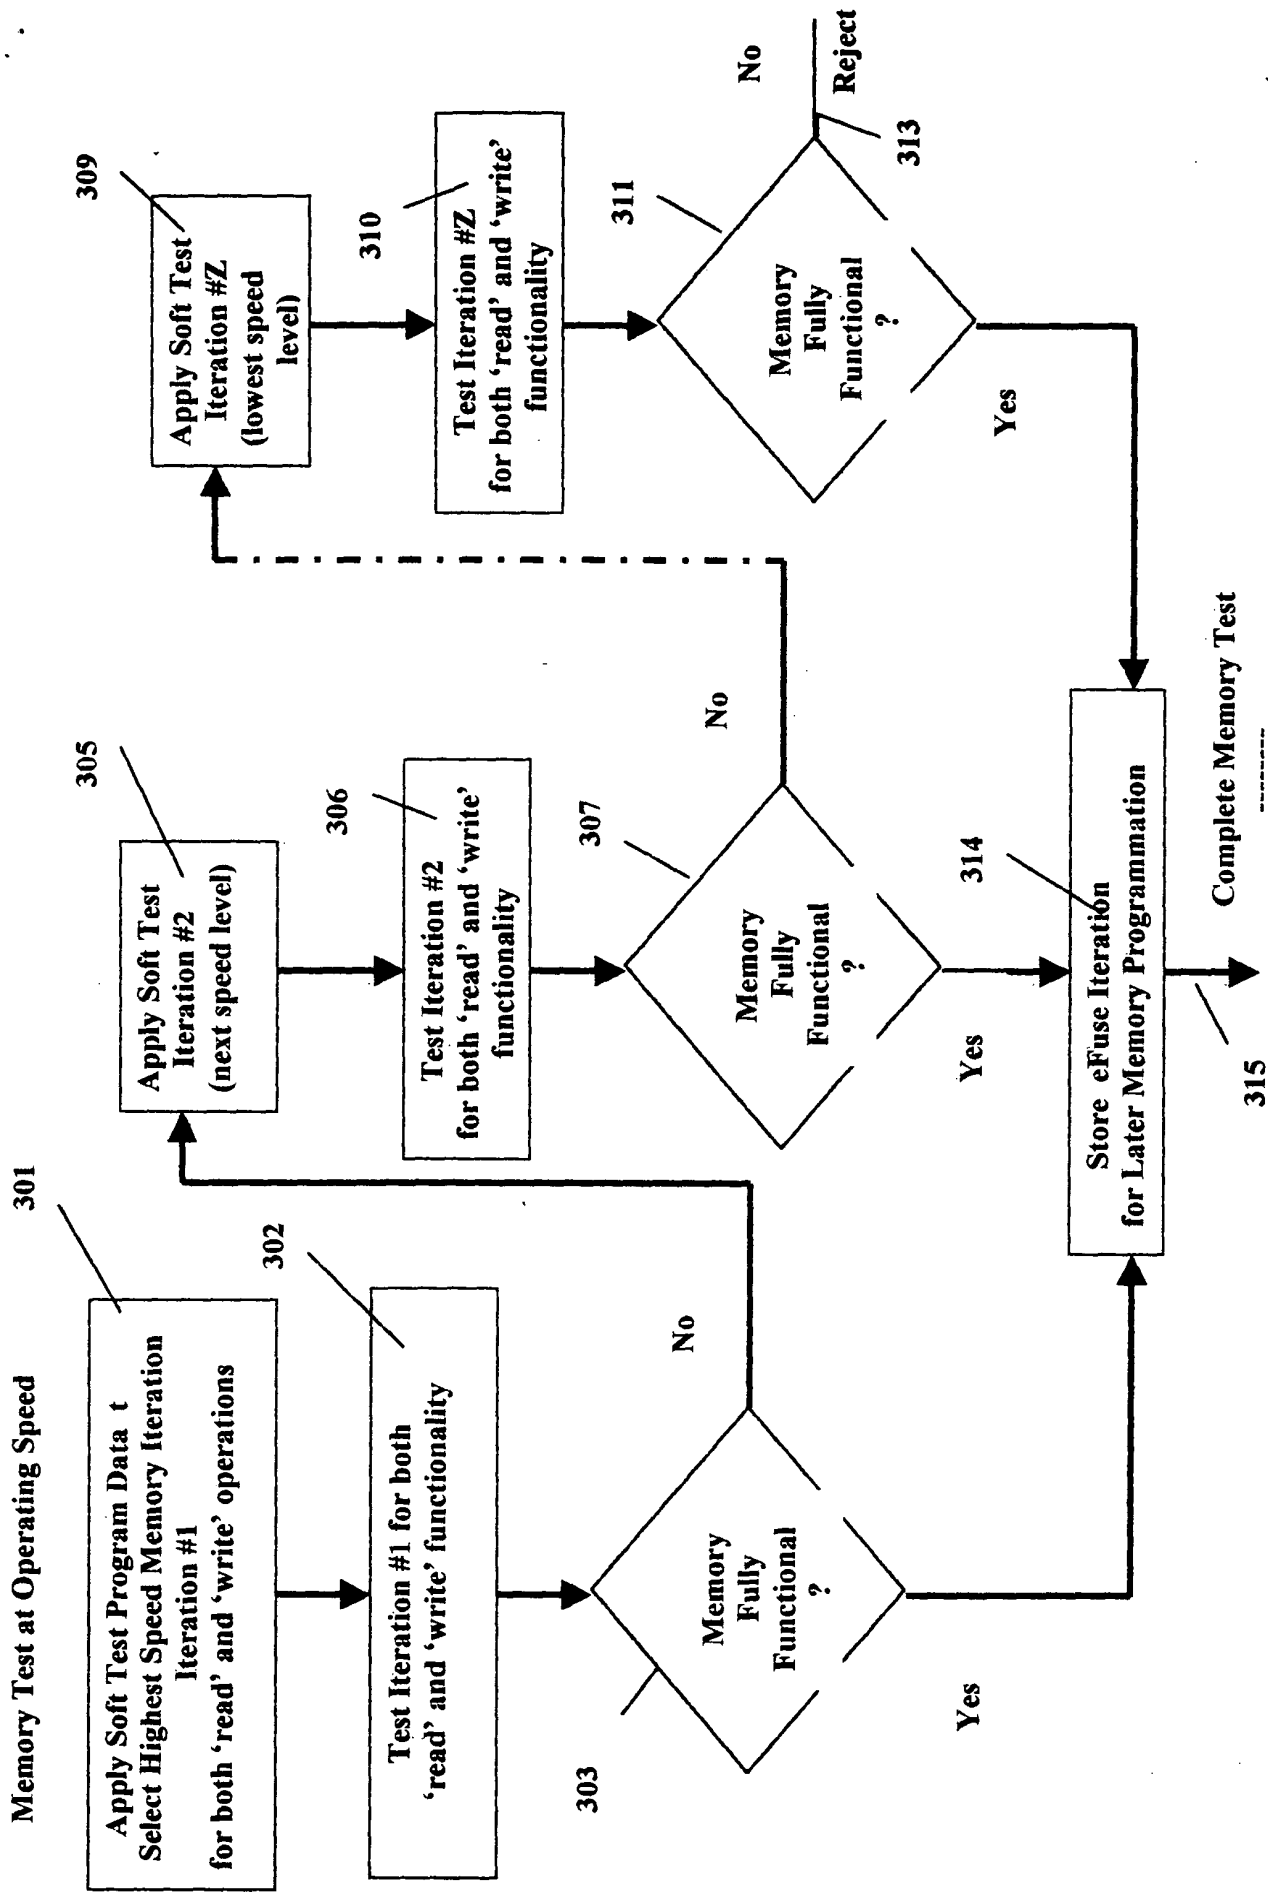 Memory Test at Operating Speed
301
Apply Soft Test Program Data t
Select Highest Speed Memory Iteration
Iteration #1
for both 'read' and 'write' operations
302
Test Iteration #1 for both
'read' and 'write' functionality
303
Memory
Fully
Functional
?
No
Yes
305
Apply Soft Test
Iteration #2
(next speed level)
306
Test Iteration #2
for both 'read' and 'write'
functionality
307
Memory
Fully
Functional
?
No
Yes
309
Apply Soft Test
Iteration #Z
(lowest speed
level)
310
Test Iteration #Z
for both 'read' and 'write'
functionality
311
Memory
Fully
Functional
?
No
Reject
313
Yes
314
Store eFuse Iteration
for Later Memory Programmation
315
Complete Memory Test